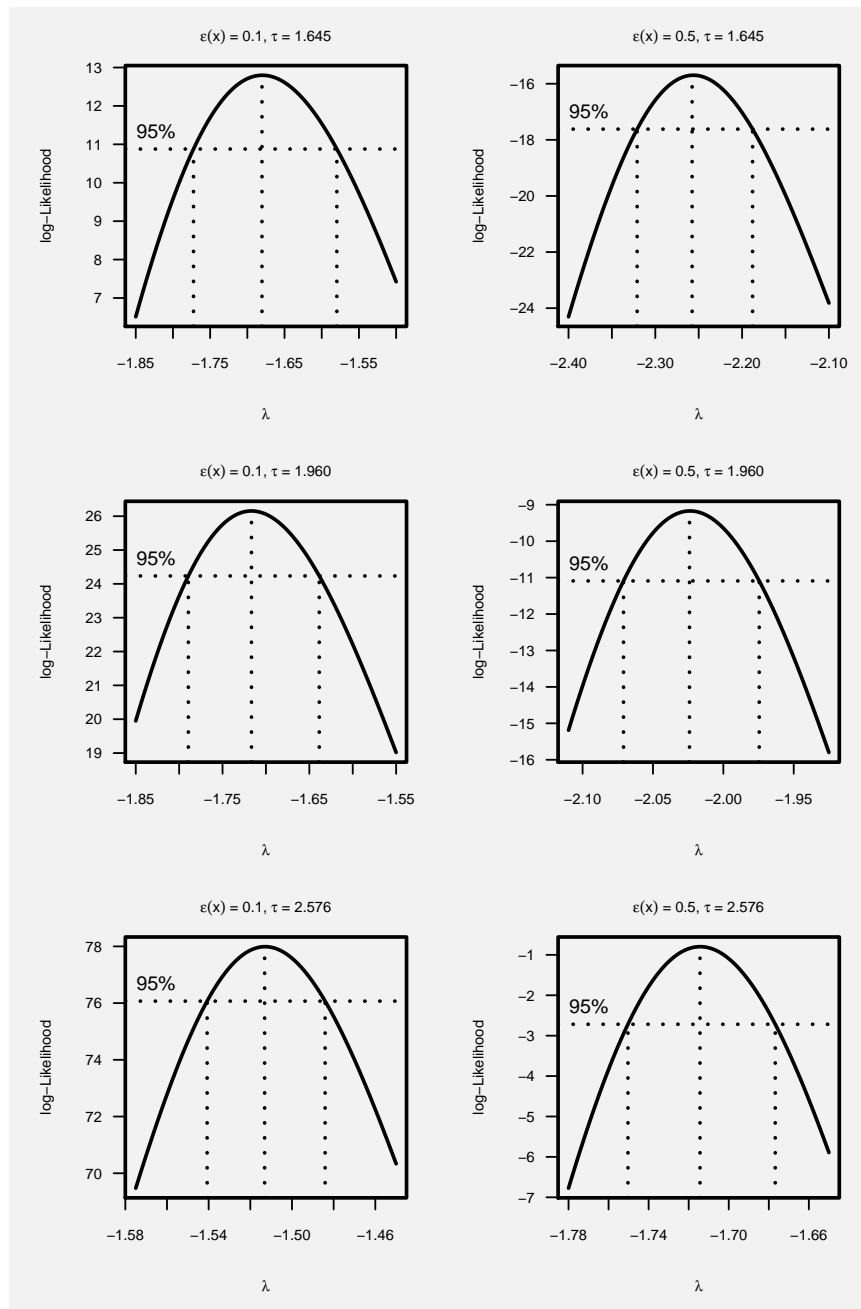 ε(x) = 0.1, τ = 1.645
13
12
11
10
9
8
7
log−Likelihood
95%
−1.85 −1.75 −1.65 −1.55
λ
ε(x) = 0.5, τ = 1.645
−16
−18
−20
−22
−24
log−Likelihood
95%
−2.40 −2.30 −2.20 −2.10
λ
ε(x) = 0.1, τ = 1.960
26
25
24
23
22
21
20
19
log−Likelihood
95%
−1.85 −1.75 −1.65 −1.55
λ
ε(x) = 0.5, τ = 1.960
−9
−10
−11
−12
−13
−14
−15
−16
log−Likelihood
95%
−2.10 −2.05 −2.00 −1.95
λ
ε(x) = 0.1, τ = 2.576
78
76
74
72
70
log−Likelihood
95%
−1.58 −1.54 −1.50 −1.46
λ
ε(x) = 0.5, τ = 2.576
−1
−2
−3
−4
−5
−6
−7
log−Likelihood
95%
−1.78 −1.74 −1.70 −1.66
λ